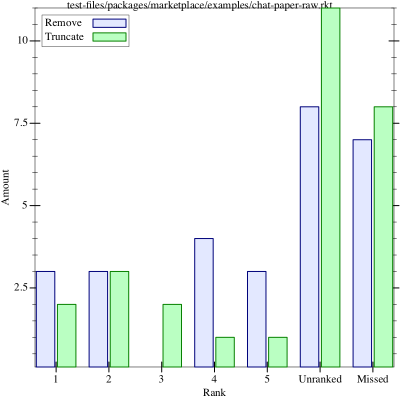 test-files/packages/marketplace/examples/chat-paper-raw.rkt
Remove
Truncate
10
7.5
5
2.5
Amount
1 2 3 4 5 Unranked Missed
Rank